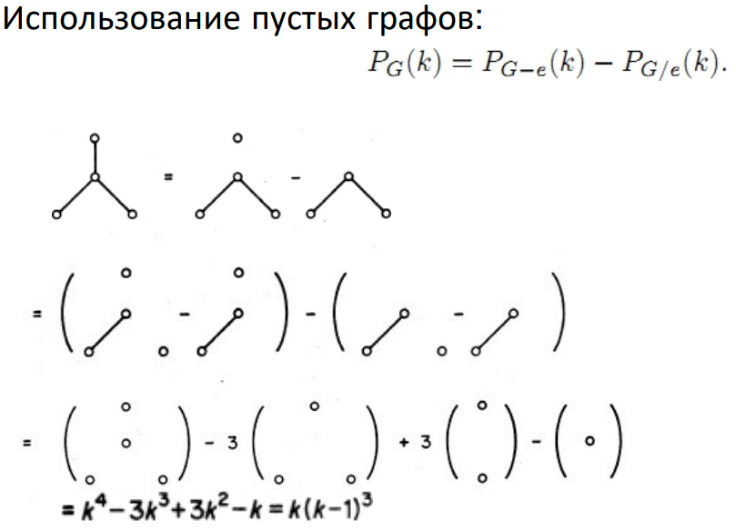 Использование пустых графов:
P_G(k) = P_{G−e}(k) − P_{G/e}(k).
= -
= ( - ) - ( - )
= ( ) - 3 ( ) + 3 ( ) - ( )
= k⁴ − 3k³ + 3k² − k = k(k−1)³